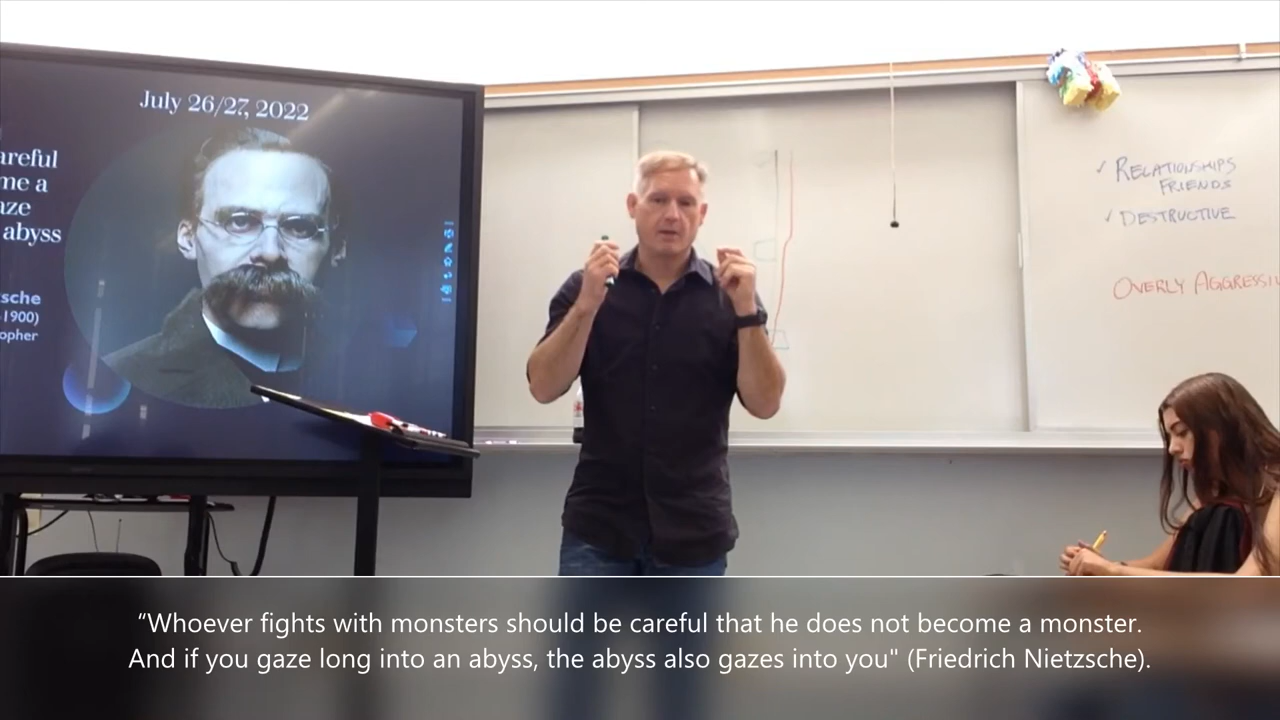 July 26/27, 2022
areful
me a
aze
abyss
sche
1900)
opher
✓ RELATIONSHIPS
FRIENDS
✓ DESTRUCTIVE
OVERLY AGGRESSI
“Whoever fights with monsters should be careful that he does not become a monster.
And if you gaze long into an abyss, the abyss also gazes into you" (Friedrich Nietzsche).